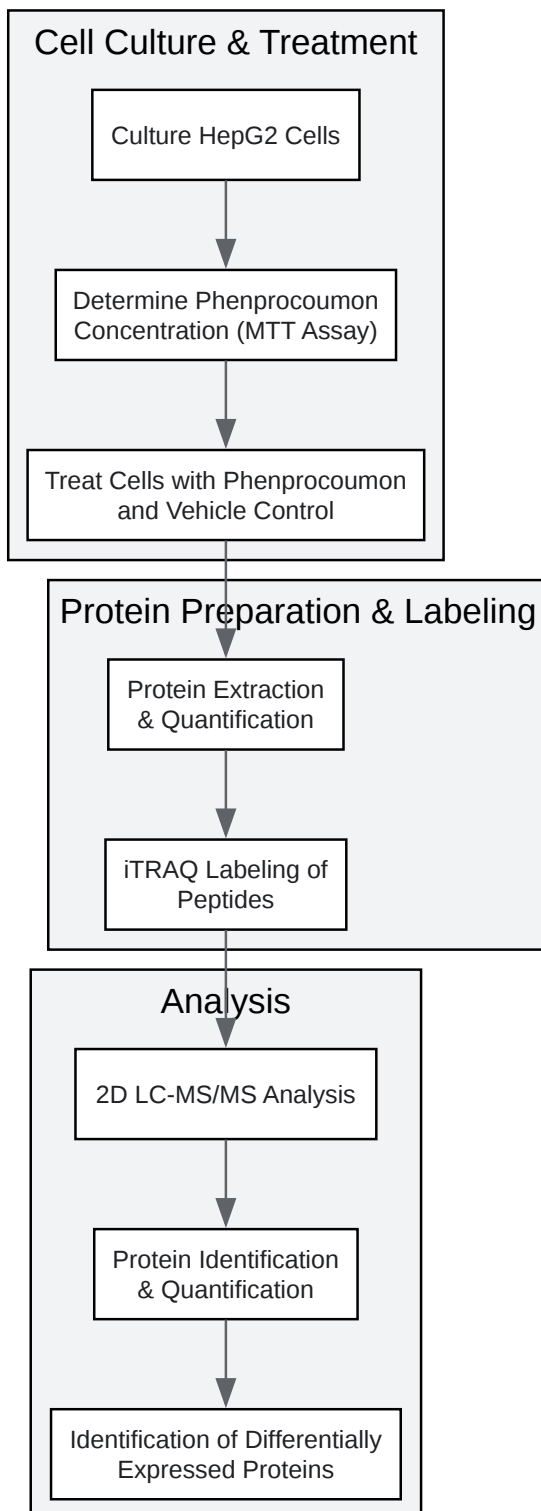 Cell Culture & Treatment
Culture HepG2 Cells
Determine Phenprocoumon
Concentration (MTT Assay)
Treat Cells with Phenprocoumon
and Vehicle Control
Protein Preparation & Labeling
Protein Extraction
& Quantification
iTRAQ Labeling of
Peptides
Analysis
2D LC-MS/MS Analysis
Protein Identification
& Quantification
Identification of Differentially
Expressed Proteins